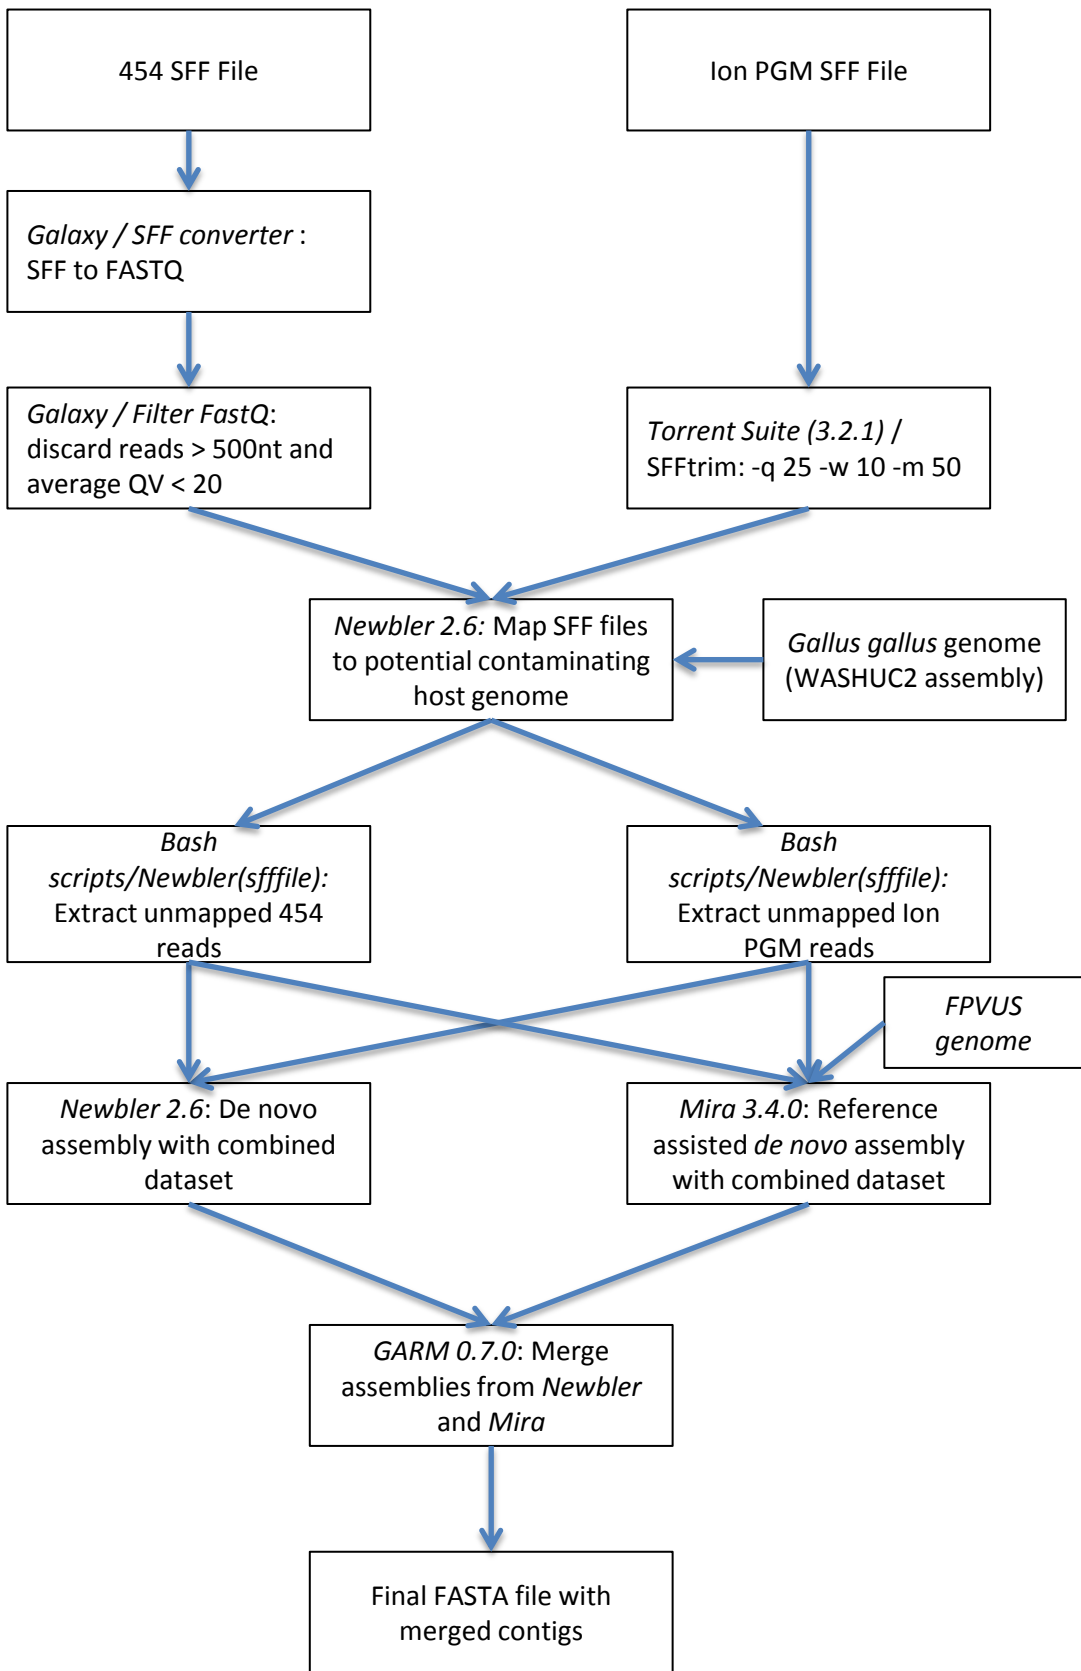 454 SFF File
Ion PGM SFF File
Galaxy / SFF converter :
SFF to FASTQ
Galaxy / Filter FastQ:
discard reads > 500nt and
average QV < 20
Torrent Suite (3.2.1) /
SFFtrim: -q 25 -w 10 -m 50
Newbler 2.6: Map SFF files
to potential contaminating
host genome
Gallus gallus genome
(WASHUC2 assembly)
Bash
scripts/Newbler(sfffile):
Extract unmapped 454
reads
Bash
scripts/Newbler(sfffile):
Extract unmapped Ion
PGM reads
FPVUS
genome
Newbler 2.6: De novo
assembly with combined
dataset
Mira 3.4.0: Reference
assisted de novo assembly
with combined dataset
GARM 0.7.0: Merge
assemblies from Newbler
and Mira
Final FASTA file with
merged contigs